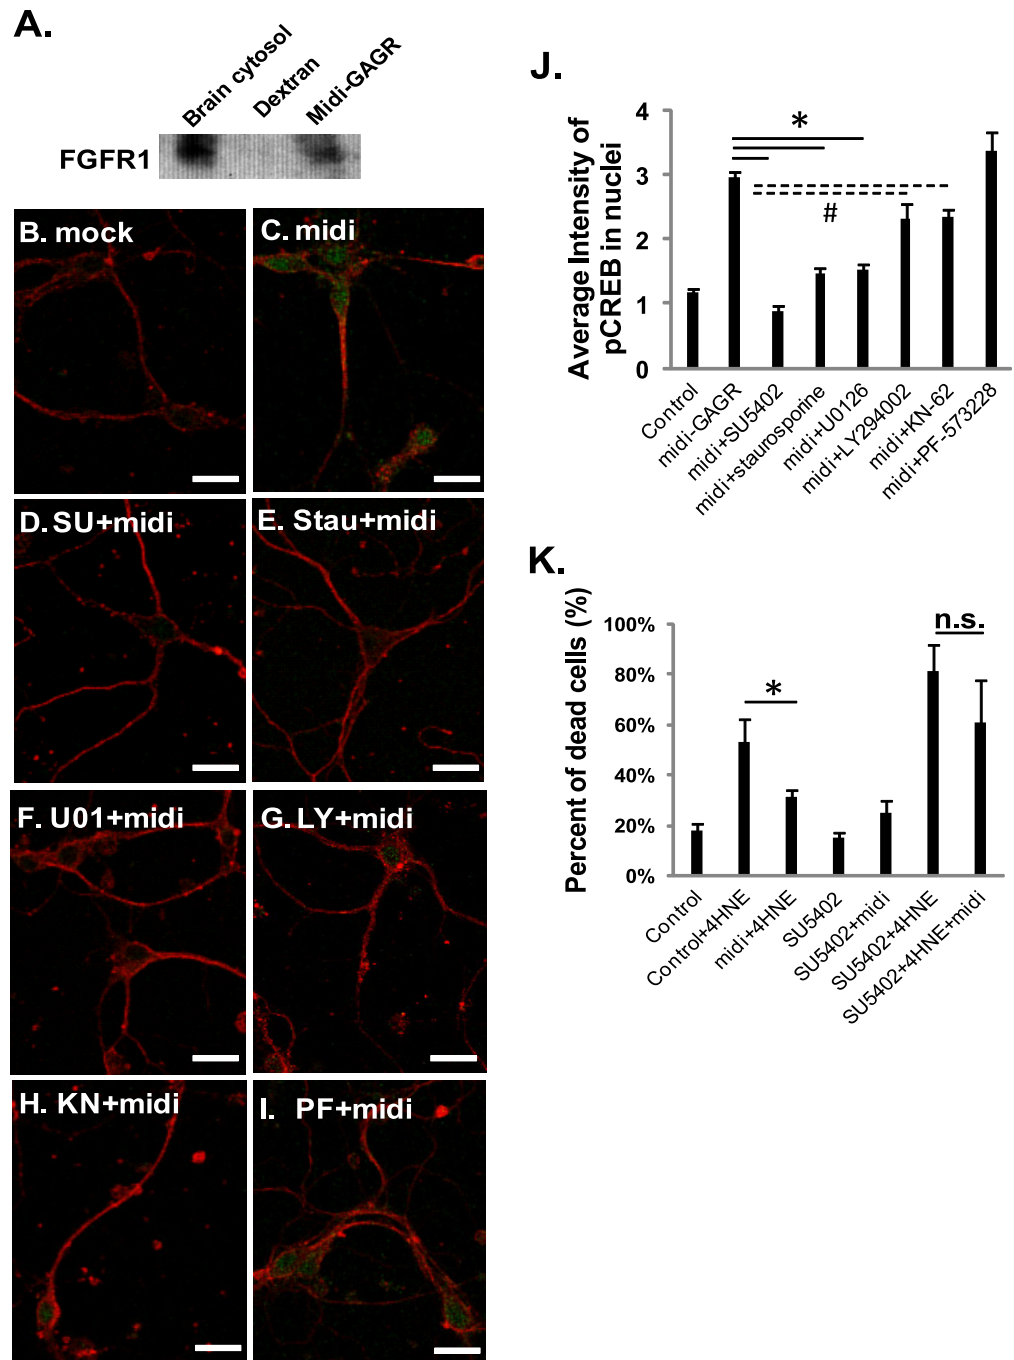 A.
Brain cytosol
Dextran
Midi-GAGR
FGFR1
B. mock
C. midi
D. SU+midi
E. Stau+midi
F. U01+midi
G. LY+midi
H. KN+midi
I. PF+midi
J.
Average Intensity of
pCREB in nuclei
4
3
2
1
0
*
#
Control
midi-GAGR
midi+SU5402
midi+staurosporine
midi+U0126
midi+LY294002
midi+KN-62
midi+PF-573228
K.
Percent of dead cells (%)
100%
80%
60%
40%
20%
0%
*
n.s.
Control
Control+4HNE
midi+4HNE
SU5402
SU5402+midi
SU5402+4HNE
SU5402+4HNE+midi